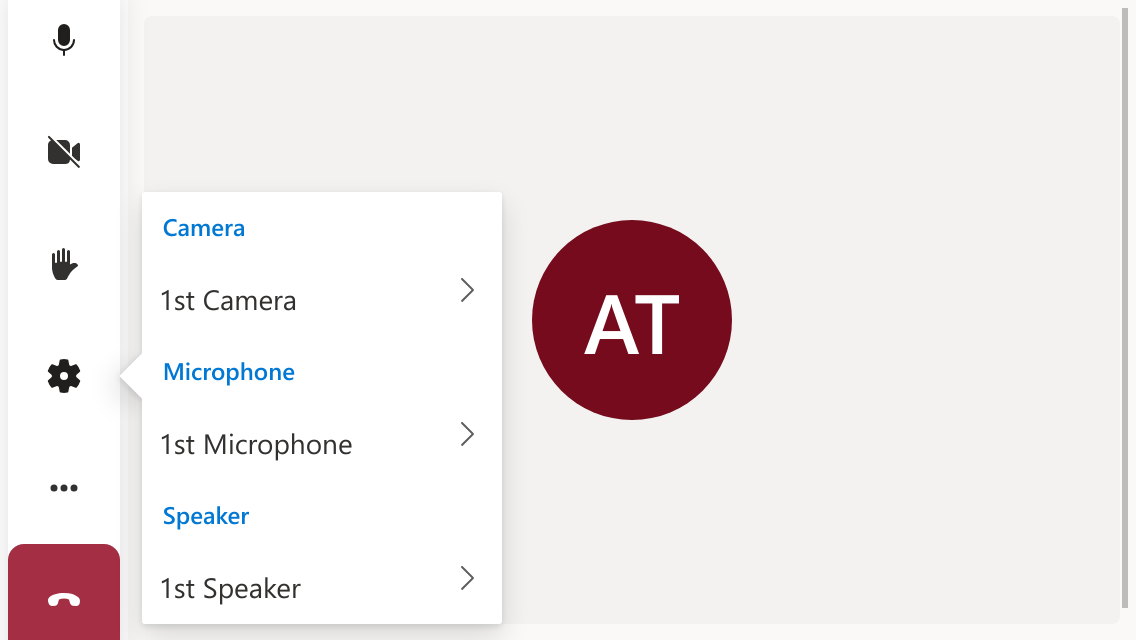 Camera
1st Camera
Microphone
1st Microphone
Speaker
1st Speaker
AT